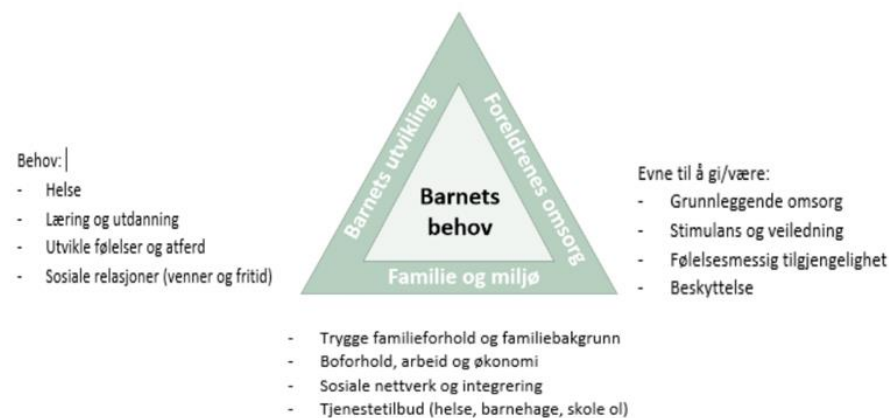 Barnets utvikling
Foreldrenes omsorg
Barnets
behov
Familie og miljø
Behov:
- Helse
- Læring og utdanning
- Utvikle følelser og atferd
- Sosiale relasjoner (venner og fritid)
Evne til å gi/være:
- Grunnleggende omsorg
- Stimulans og veiledning
- Følelsesmessig tilgjengelighet
- Beskyttelse
- Trygge familieforhold og familiebakgrunn
- Boforhold, arbeid og økonomi
- Sosiale nettverk og integrering
- Tjenestetilbud (helse, barnehage, skole ol)